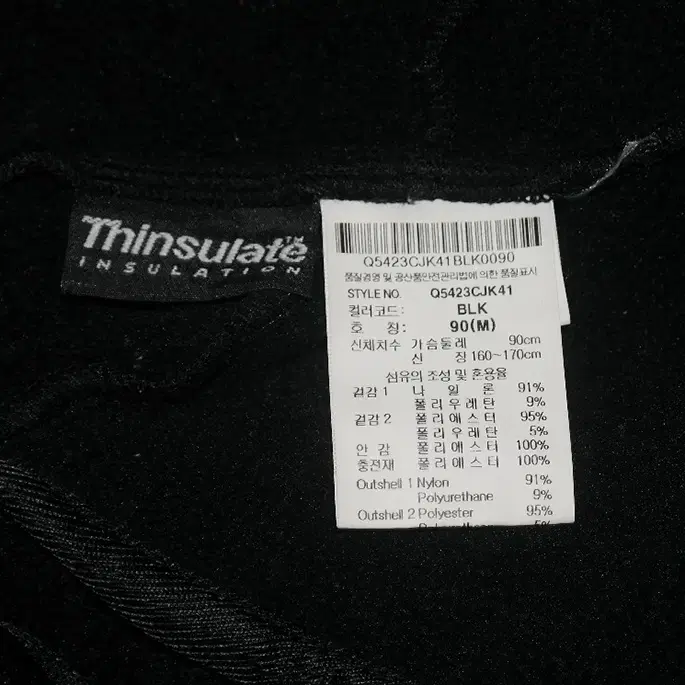 Thinsulate™
INSULATION
Q5423CJK41BLK0090
품질경영 및 공산품안전관리법에 의한 품질표시
STYLE NO. Q5423CJK41
컬러코드: BLK
호 칭: 90(M)
신체치수 가슴둘레 90cm
신 장 160~170cm
섬유의 조성 및 혼용율
겉감 1 나 일 론 91%
폴리우레탄 9%
겉감 2 폴리에스터 95%
폴리우레탄 5%
안 감 폴리에스터 100%
충전재 폴리에스터 100%
Outshell 1 Nylon 91%
Polyurethane 9%
Outshell 2 Polyester 95%